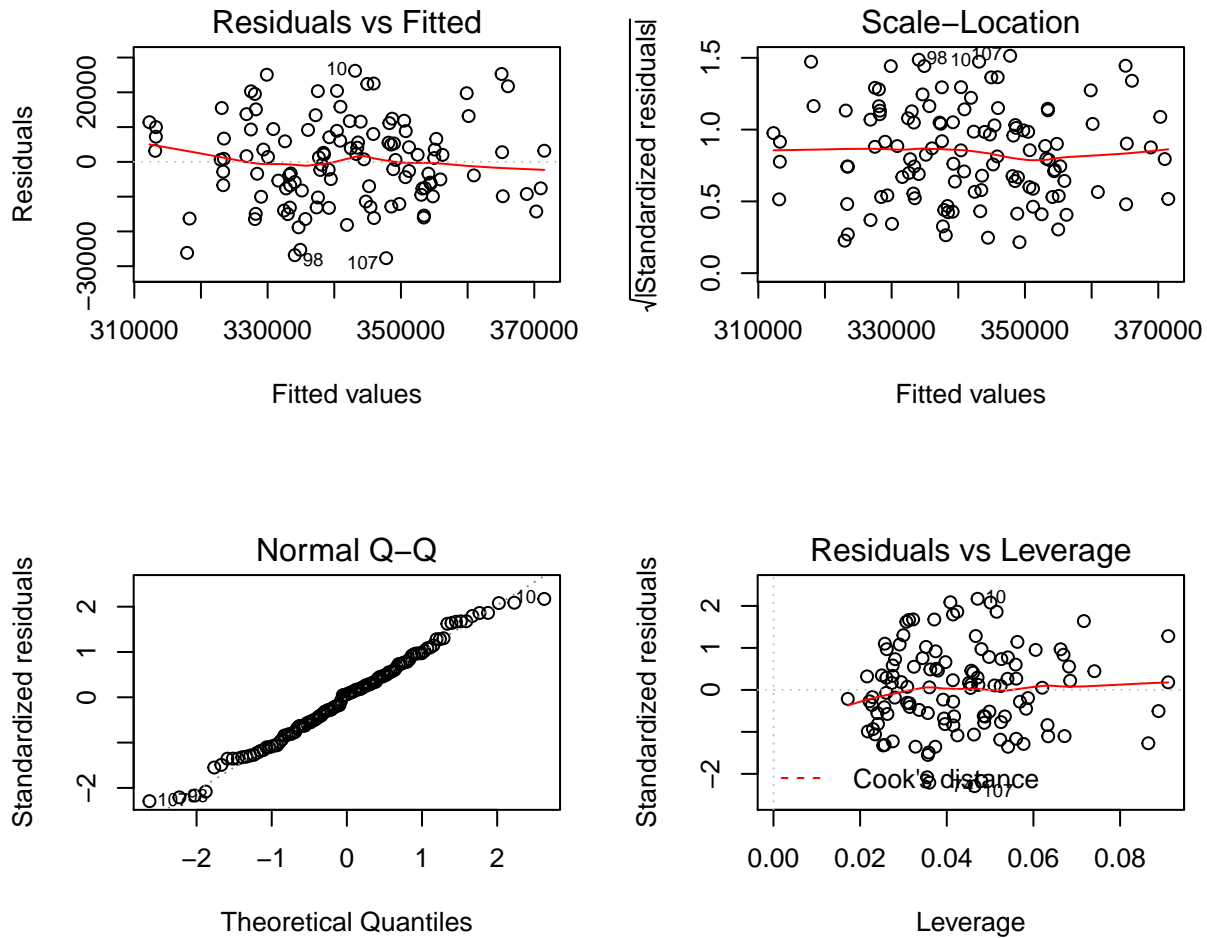 Residuals vs Fitted
Residuals
20000
0
−30000
10
98
107
310000 330000 350000 370000
Fitted values
Scale−Location
√|Standardized residuals|
1.5
1.0
0.5
0.0
98
10
107
310000 330000 350000 370000
Fitted values
Normal Q−Q
Standardized residuals
2
1
0
−2
10
107
98
−2 −1 0 1 2
Theoretical Quantiles
Residuals vs Leverage
Standardized residuals
2
0
−2
10
107
Cook's distance
0.00 0.02 0.04 0.06 0.08
Leverage